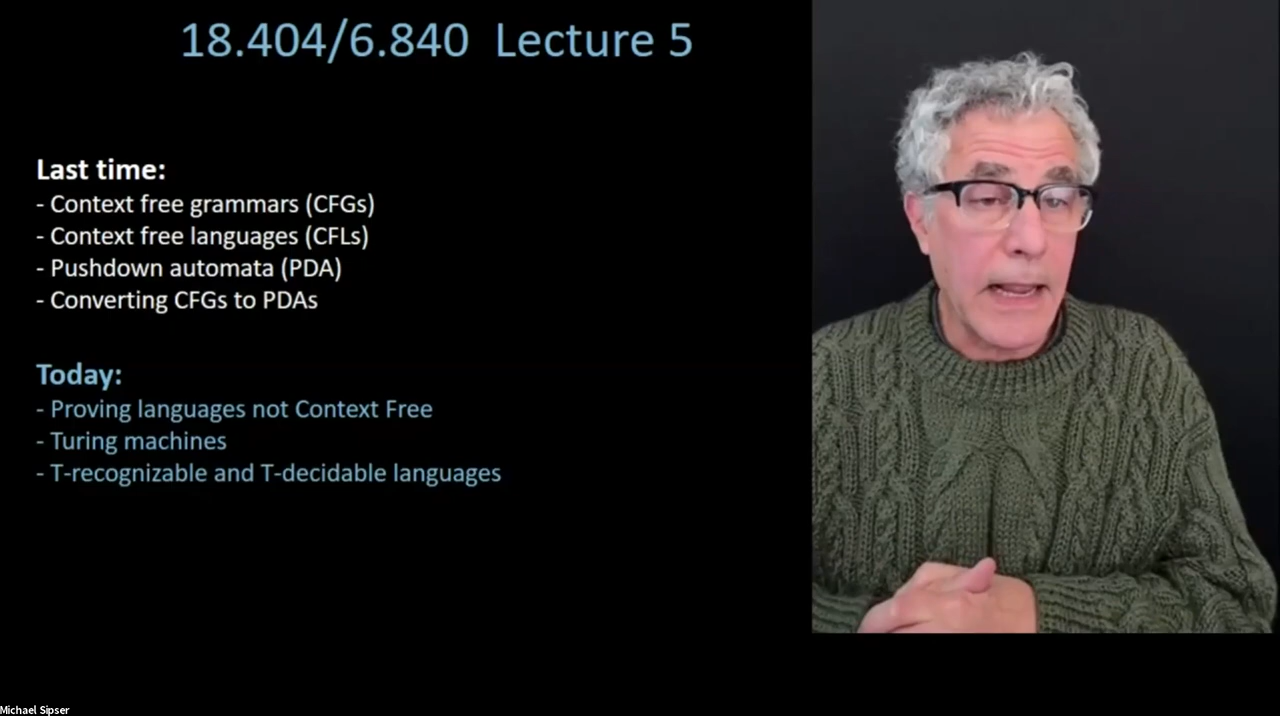 18.404/6.840 Lecture 5
Last time:
- Context free grammars (CFGs)
- Context free languages (CFLs)
- Pushdown automata (PDA)
- Converting CFGs to PDAs
Today:
- Proving languages not Context Free
- Turing machines
- T-recognizable and T-decidable languages
Michael Sipser